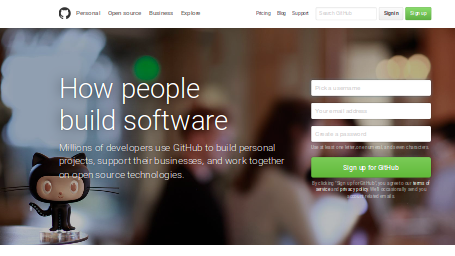 Personal Open source Business Explore Pricing Blog Support Search GitHub Sign in Sign up
How people
build software
Millions of developers use GitHub to build personal
projects, support their businesses, and work together
on open source technologies.
Pick a username
Your email address
Create a password
Use at least one letter, one numeral, and seven characters.
Sign up for GitHub
By clicking "Sign up for GitHub", you agree to our terms of
service and privacy policy. We'll occasionally send you
account related emails.